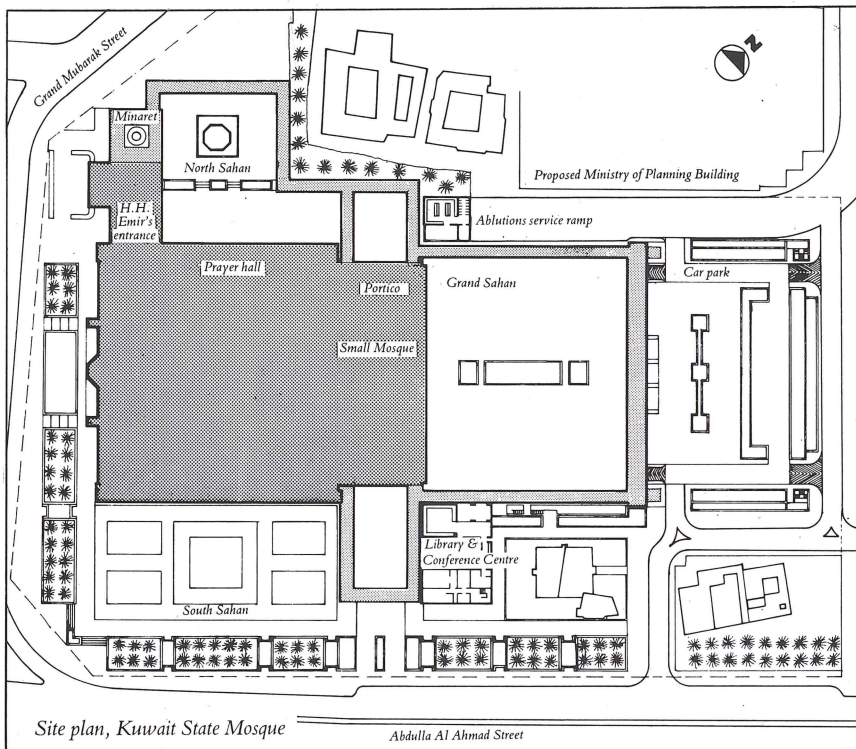 Grand Mubarak Street
N
Minaret
North Sahan
Proposed Ministry of Planning Building
H.H.
Emir's
entrance
Ablutions service ramp
Prayer hall
Portico
Grand Sahan
Car park
Small Mosque
Library &
Conference Centre
South Sahan
Site plan, Kuwait State Mosque
Abdulla Al Ahmad Street